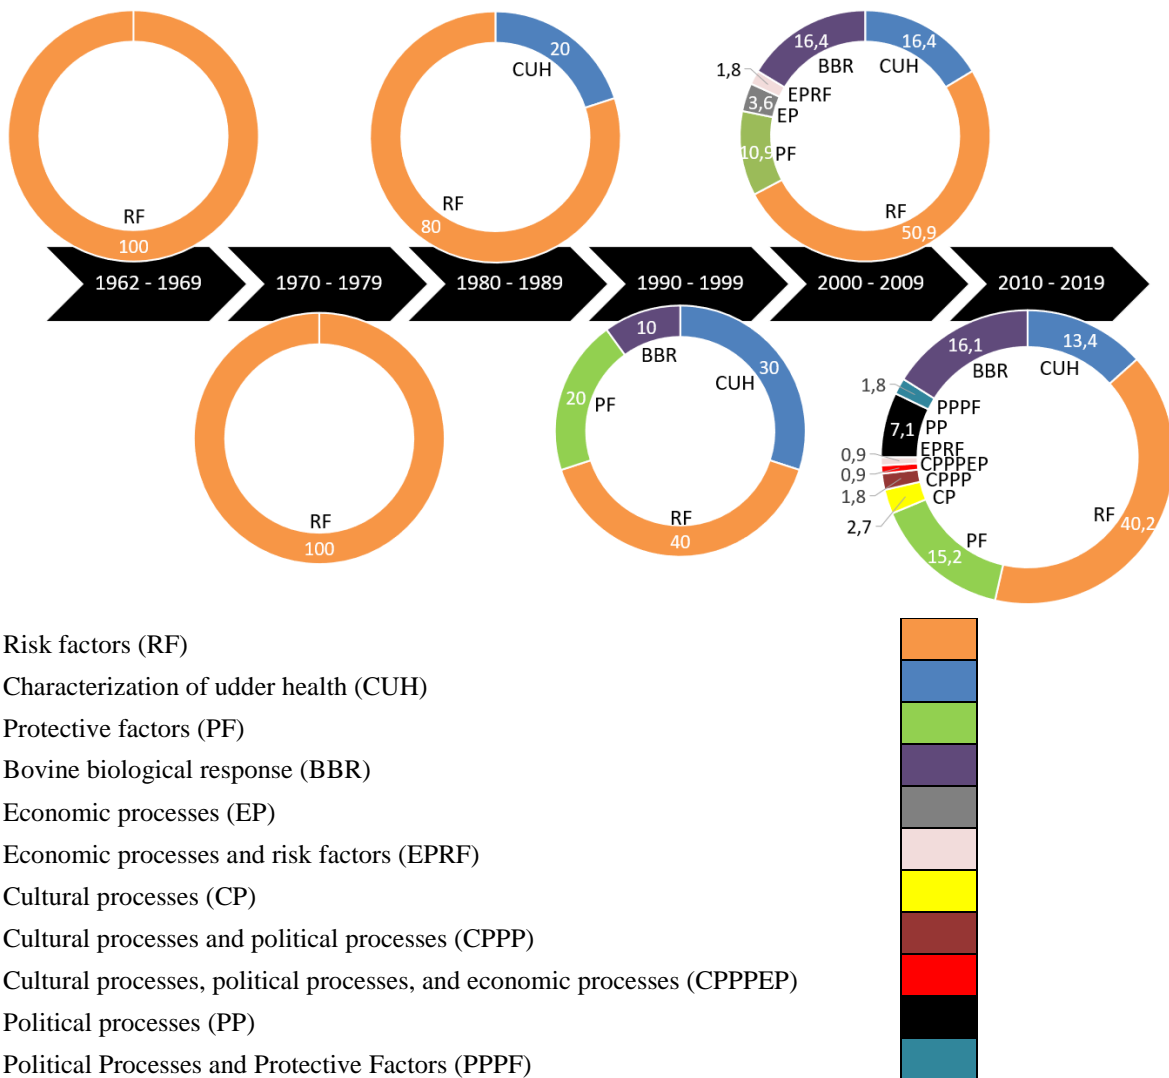 RF
100
20
CUH
RF
80
16,4
BBR
16,4
CUH
1,8
EPRF
3,6
EP
10,9
PF
RF
50,9
1962 - 1969
1970 - 1979
1980 - 1989
1990 - 1999
2000 - 2009
2010 - 2019
RF
100
10
BBR
30
CUH
20
PF
RF
40
16,1
BBR
13,4
CUH
1,8
PPPF
7,1
PP
EPRF
0,9
CPPPEP
0,9
CPPP
1,8
CP
2,7
RF
40,2
PF
15,2
Risk factors (RF)
Characterization of udder health (CUH)
Protective factors (PF)
Bovine biological response (BBR)
Economic processes (EP)
Economic processes and risk factors (EPRF)
Cultural processes (CP)
Cultural processes and political processes (CPPP)
Cultural processes, political processes, and economic processes (CPPPEP)
Political processes (PP)
Political Processes and Protective Factors (PPPF)